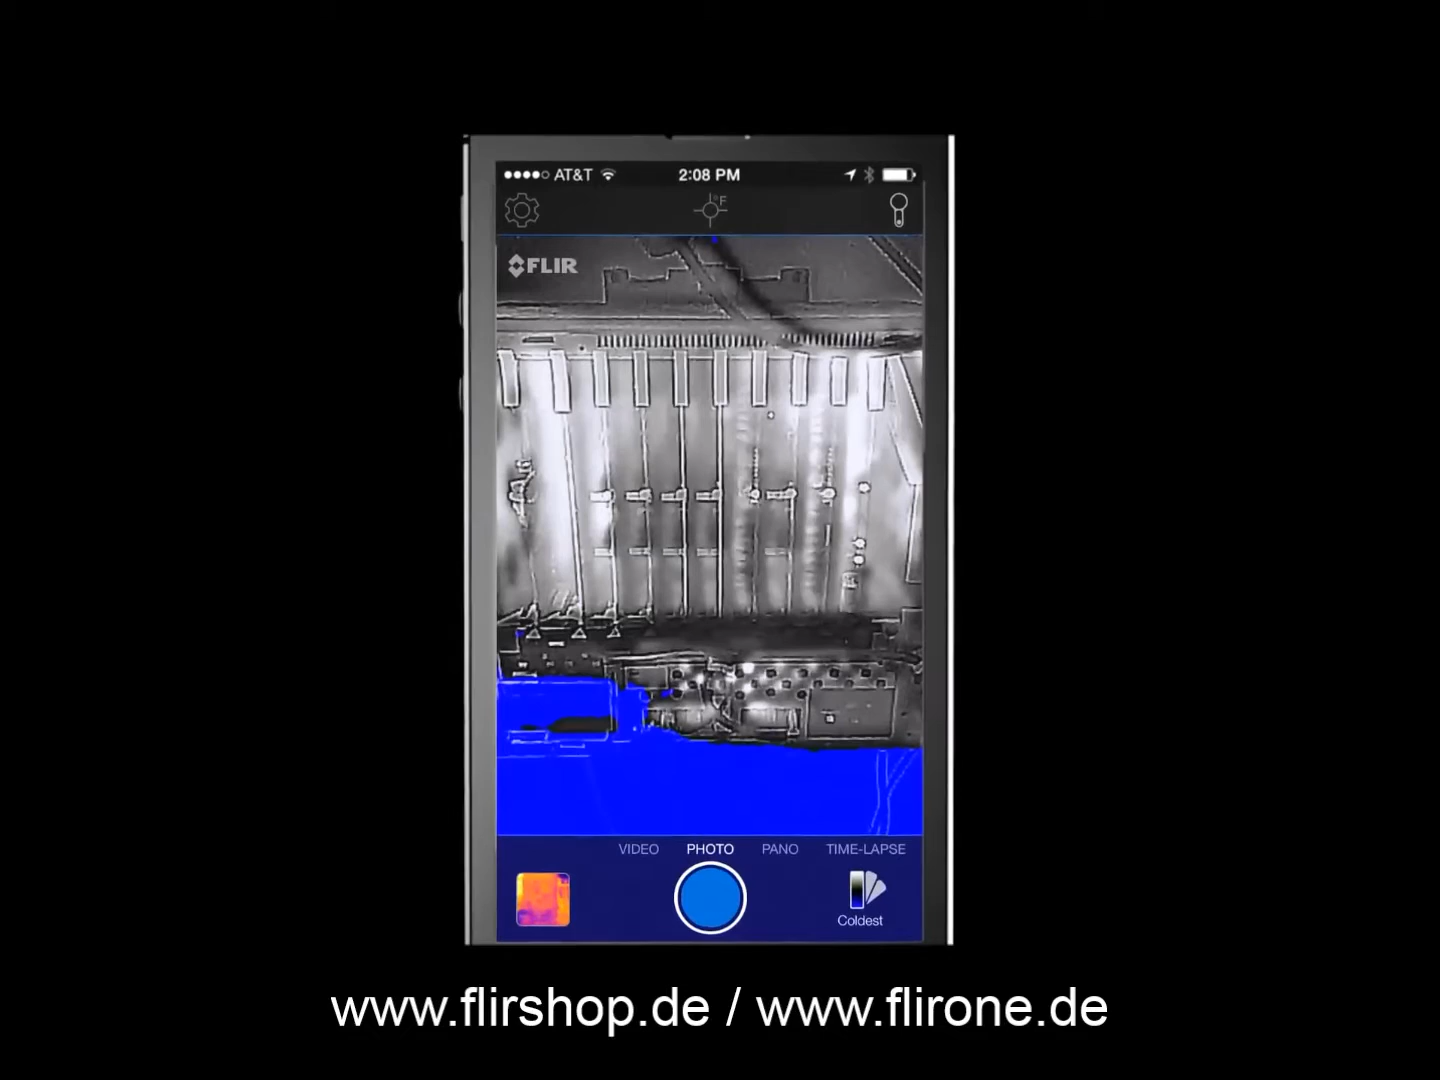 AT&T 2:08 PM
°F
FLIR
VIDEO PHOTO PANO TIME-LAPSE
Coldest
www.flirshop.de / www.flirone.de